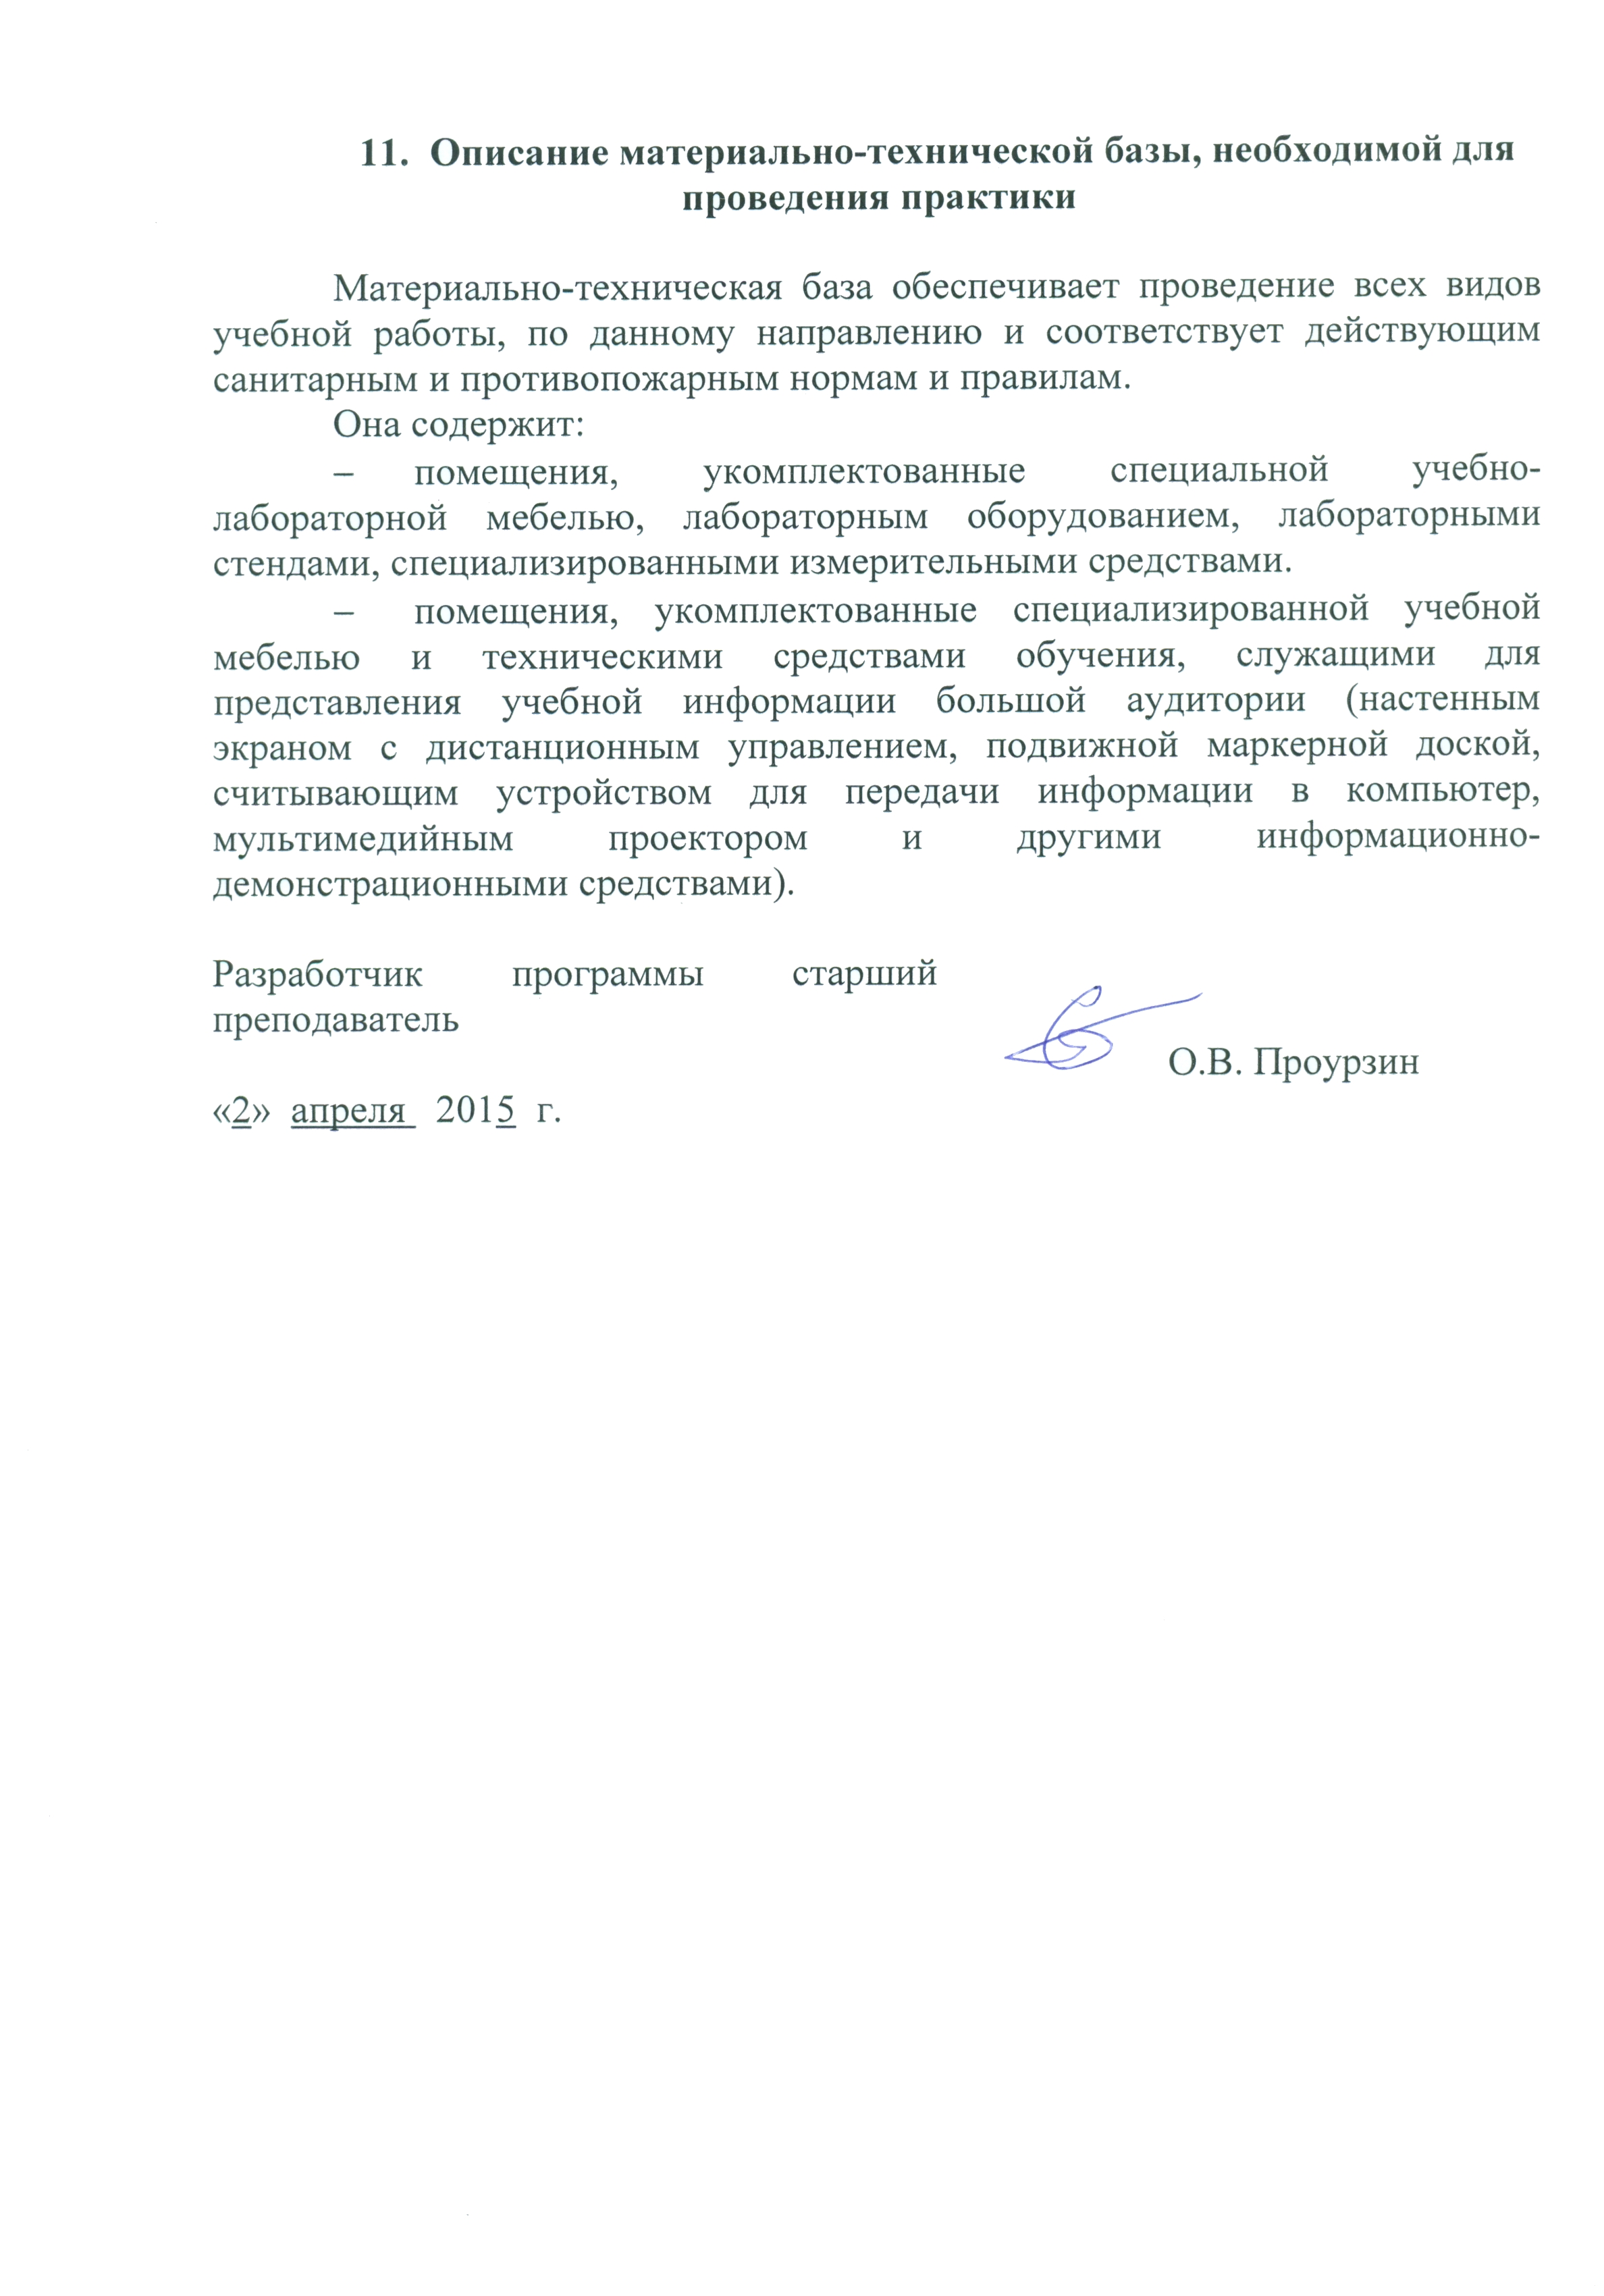 11. Описание материально-технической базы, необходимой для
проведения практики
Материально-техническая база обеспечивает проведение всех видов
учебной работы, по данному направлению и соответствует действующим
санитарным и противопожарным нормам и правилам.
Она содержит:
– помещения, укомплектованные специальной учебно-
лабораторной мебелью, лабораторным оборудованием, лабораторными
стендами, специализированными измерительными средствами.
– помещения, укомплектованные специализированной учебной
мебелью и техническими средствами обучения, служащими для
представления учебной информации большой аудитории (настенным
экраном с дистанционным управлением, подвижной маркерной доской,
считывающим устройством для передачи информации в компьютер,
мультимедийным проектором и другими информационно-
демонстрационными средствами).
Разработчик программы старший
преподаватель
О.В. Проурзин
«2» апреля 2015 г.